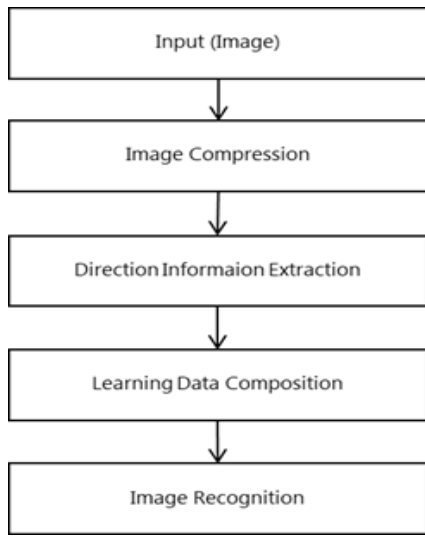 Input (Image)
Image Compression
Direction Informaion Extraction
Learning Data Composition
Image Recognition